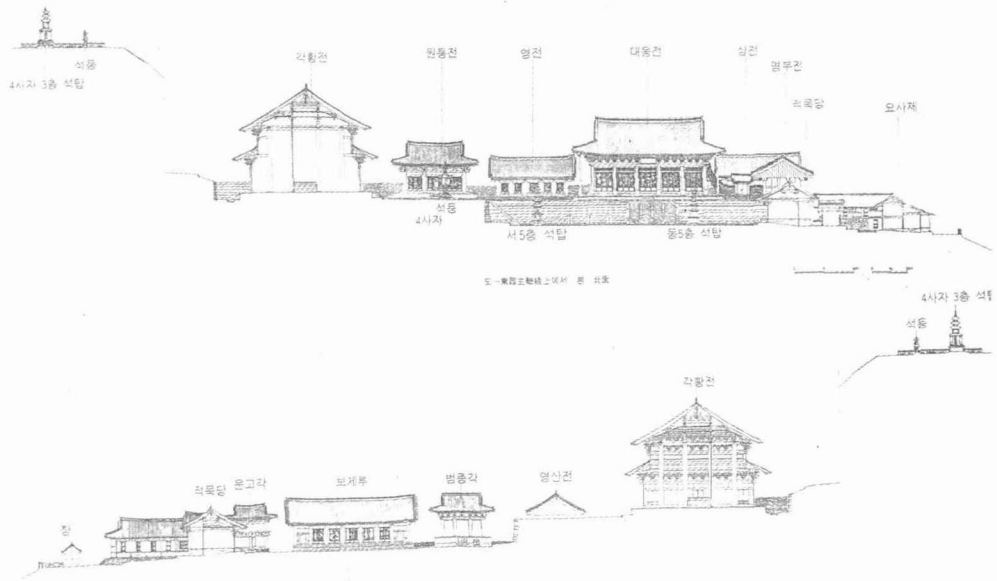 석등
4사자 3층 석탑
각황전
원통전
영전
대웅전
명부전
적묵당
요사채
석등
4사자
서5층 석탑
동5층 석탑
4사자 3층 석탑
석등
각황전
적묵당
운고각
보제루
범종각
영산전